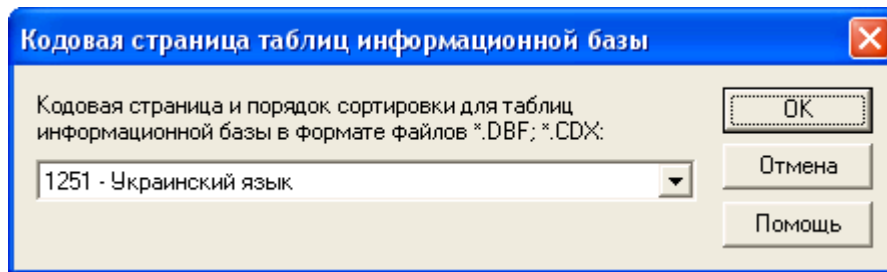 Кодовая страница таблиц информационной базы
Кодовая страница и порядок сортировки для таблиц
информационной базы в формате файлов *.DBF; *.CDX:
1251 - Украинский язык
OK
Отмена
Помощь